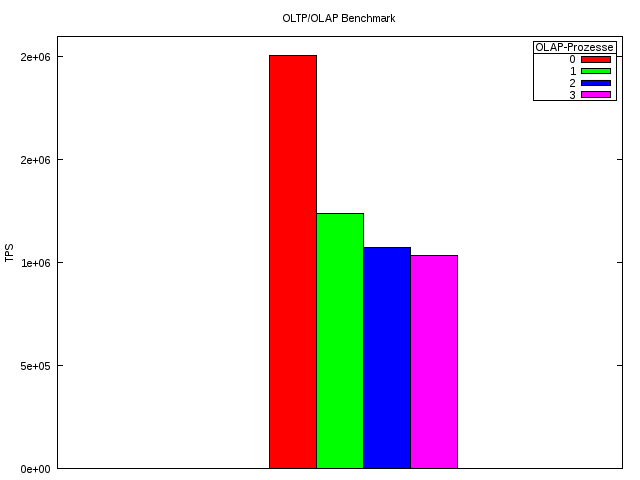 OLTP/OLAP Benchmark
OLAP-Prozesse
0
1
2
3
2e+06
2e+06
1e+06
5e+05
0e+00
TPS